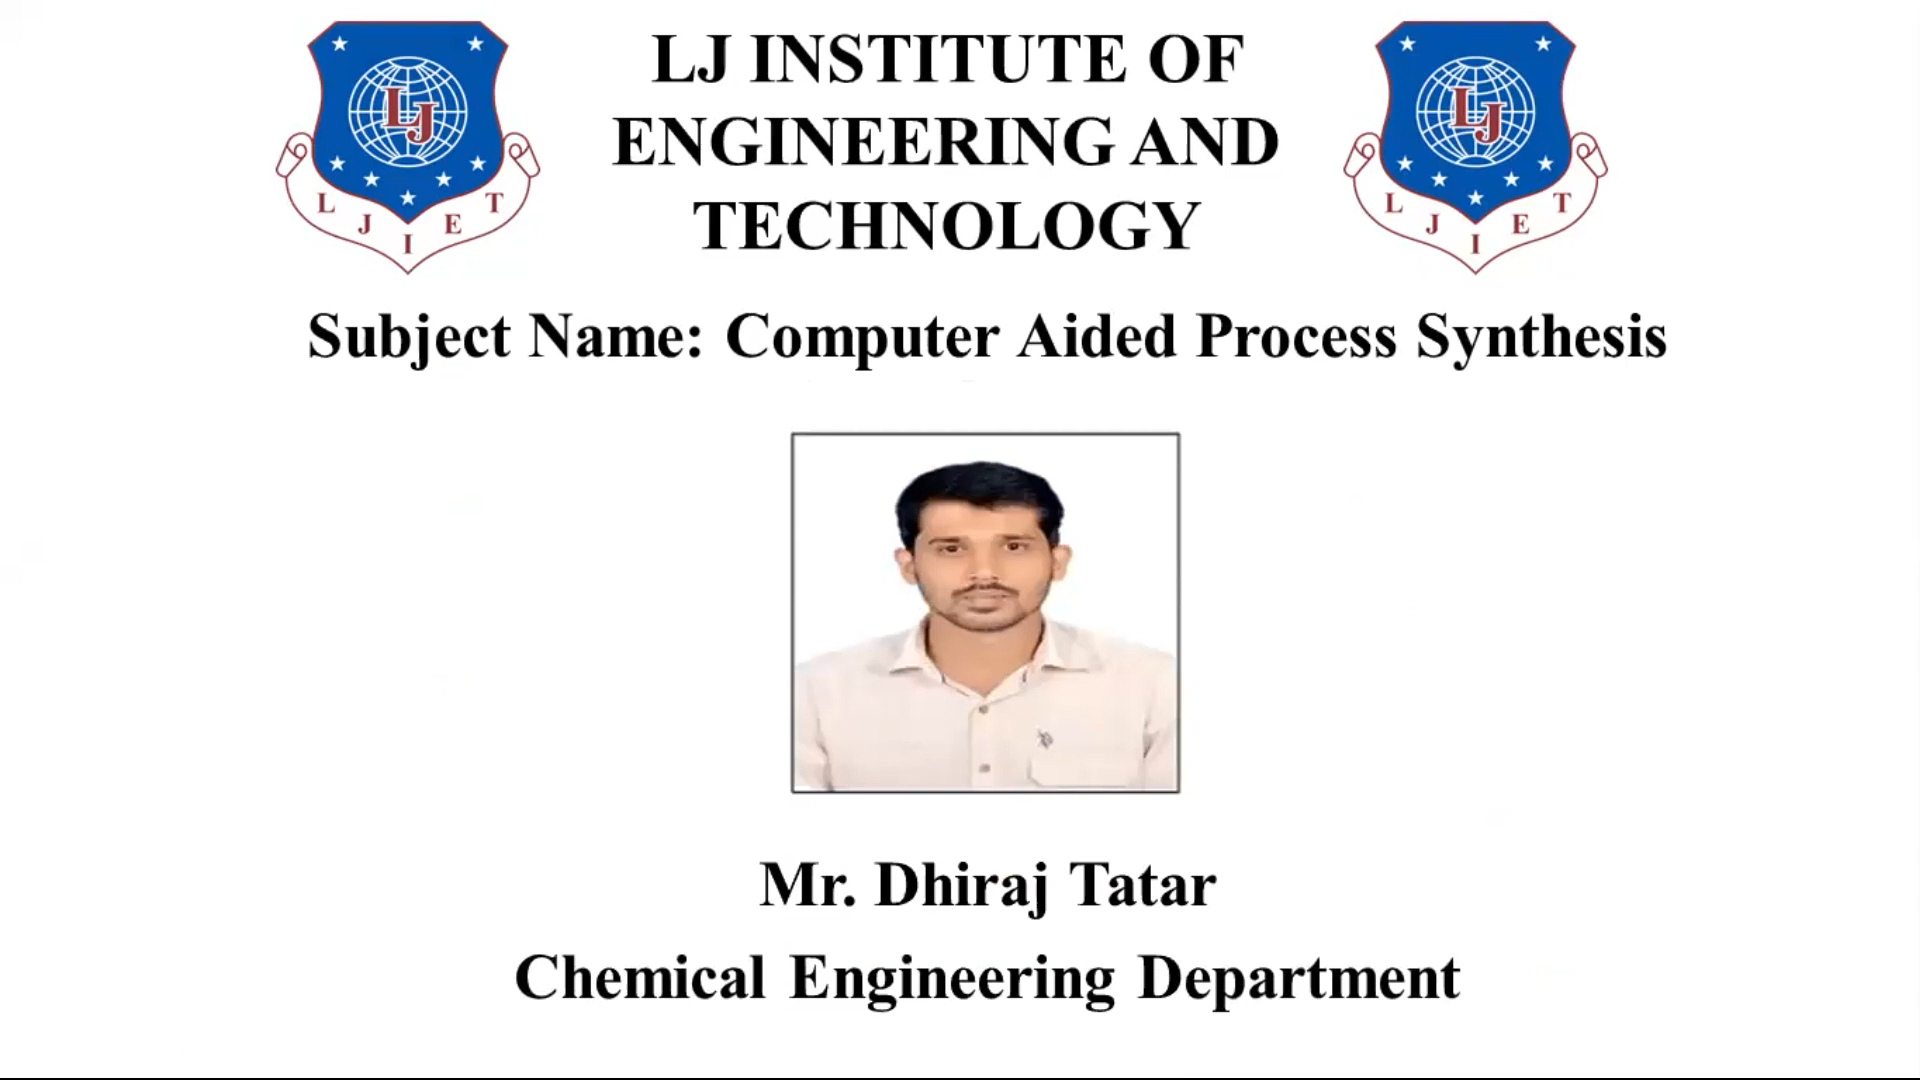 LJ INSTITUTE OF
ENGINEERING AND
TECHNOLOGY
LJ
L J I E T
LJ
L J I E T
Subject Name: Computer Aided Process Synthesis
Mr. Dhiraj Tatar
Chemical Engineering Department